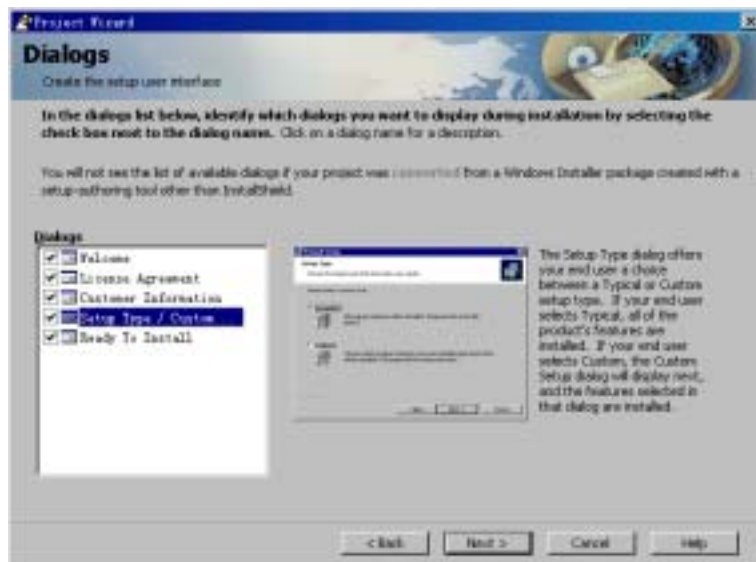 Project Wizard
Dialogs
Create the setup user interface
In the dialogs list below, identify which dialogs you want to display during installation by selecting the
check box next to the dialog name. Click on a dialog name for a description.
You will not see the list of available dialogs if your project was converted from a Windows Installer package created with a
setup-authoring tool other than InstallShield.
Dialogs
Welcome
License Agreement
Customer Information
Setup Type / Custom
Ready To Install
Setup Type
The Setup Type dialog offers
your end user a choice
between a Typical or Custom
setup type. If your end user
selects Typical, all of the
product's features are
installed. If your end user
selects Custom, the Custom
Setup dialog will display next,
and the features selected in
that dialog are installed.
< Back
Next >
Cancel
Help